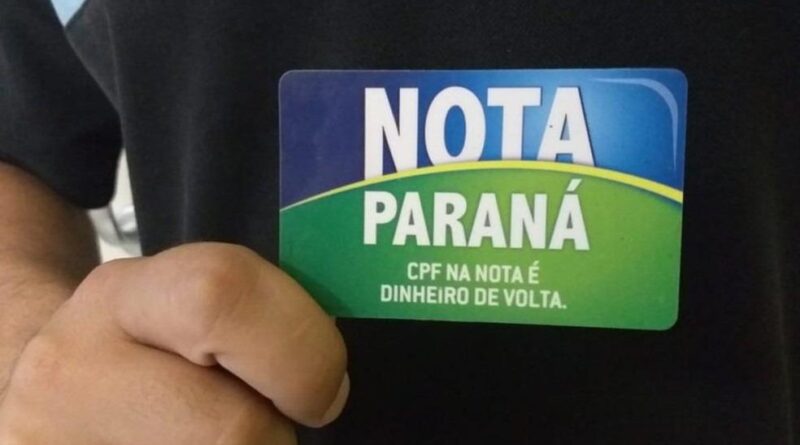 NOTA
PARANÁ
CPF NA NOTA É
DINHEIRO DE VOLTA.